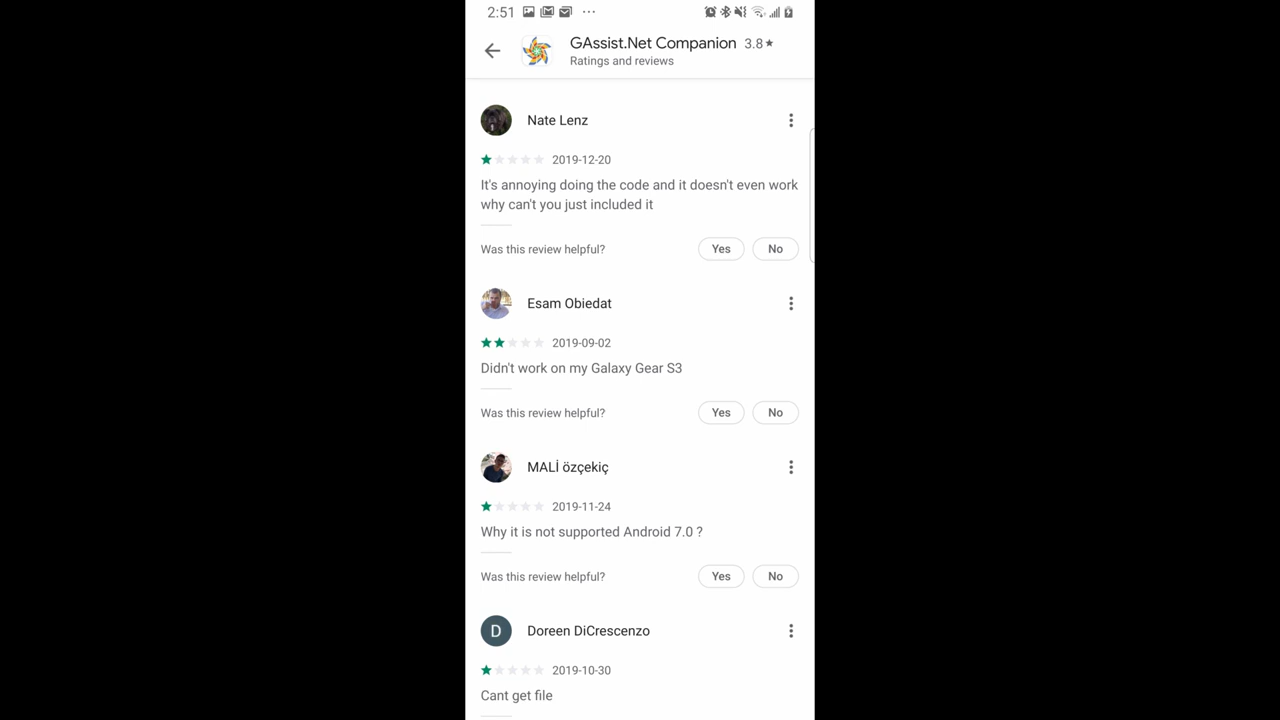 2:51
GAssist.Net Companion 3.8★
Ratings and reviews
Nate Lenz
2019-12-20
It's annoying doing the code and it doesn't even work
why can't you just included it
Was this review helpful? Yes No
Esam Obiedat
2019-09-02
Didn't work on my Galaxy Gear S3
Was this review helpful? Yes No
MALİ özçekiç
2019-11-24
Why it is not supported Android 7.0 ?
Was this review helpful? Yes No
D Doreen DiCrescenzo
2019-10-30
Cant get file